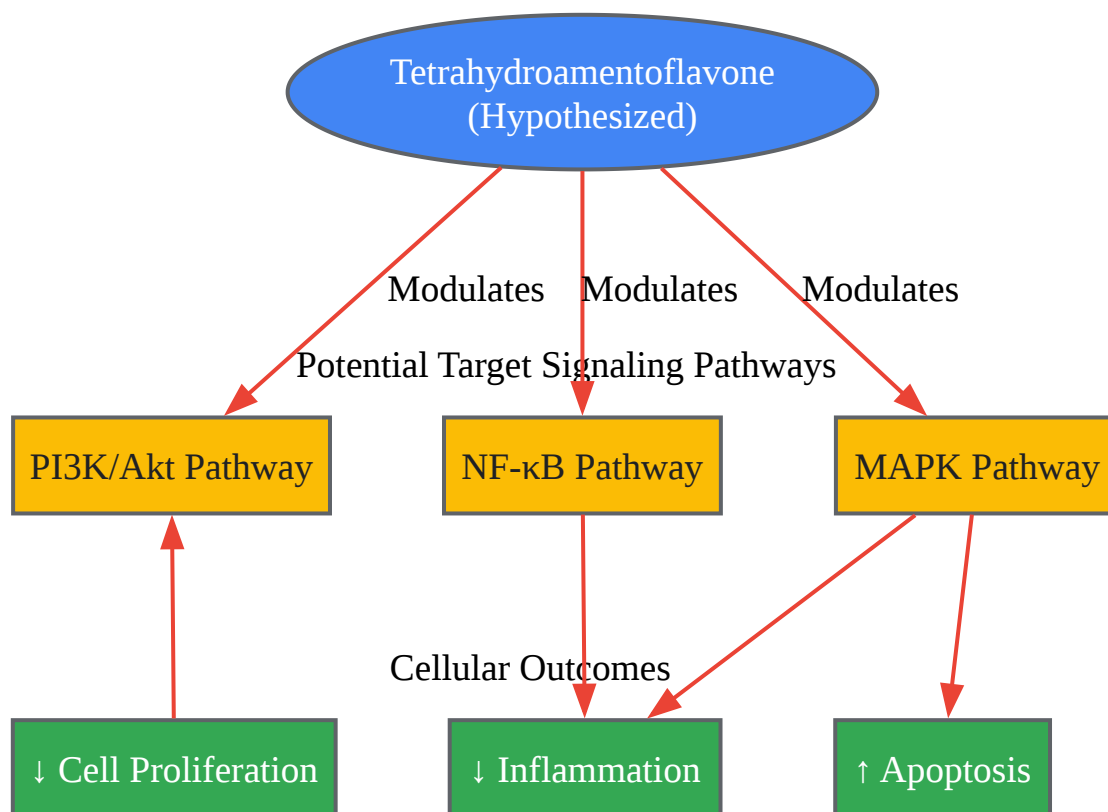 Tetrahydroamentoflavone
(Hypothesized)
Modulates
Modulates
Modulates
Potential Target Signaling Pathways
PI3K/Akt Pathway
NF-κB Pathway
MAPK Pathway
Cellular Outcomes
↓ Cell Proliferation
↓ Inflammation
↑ Apoptosis